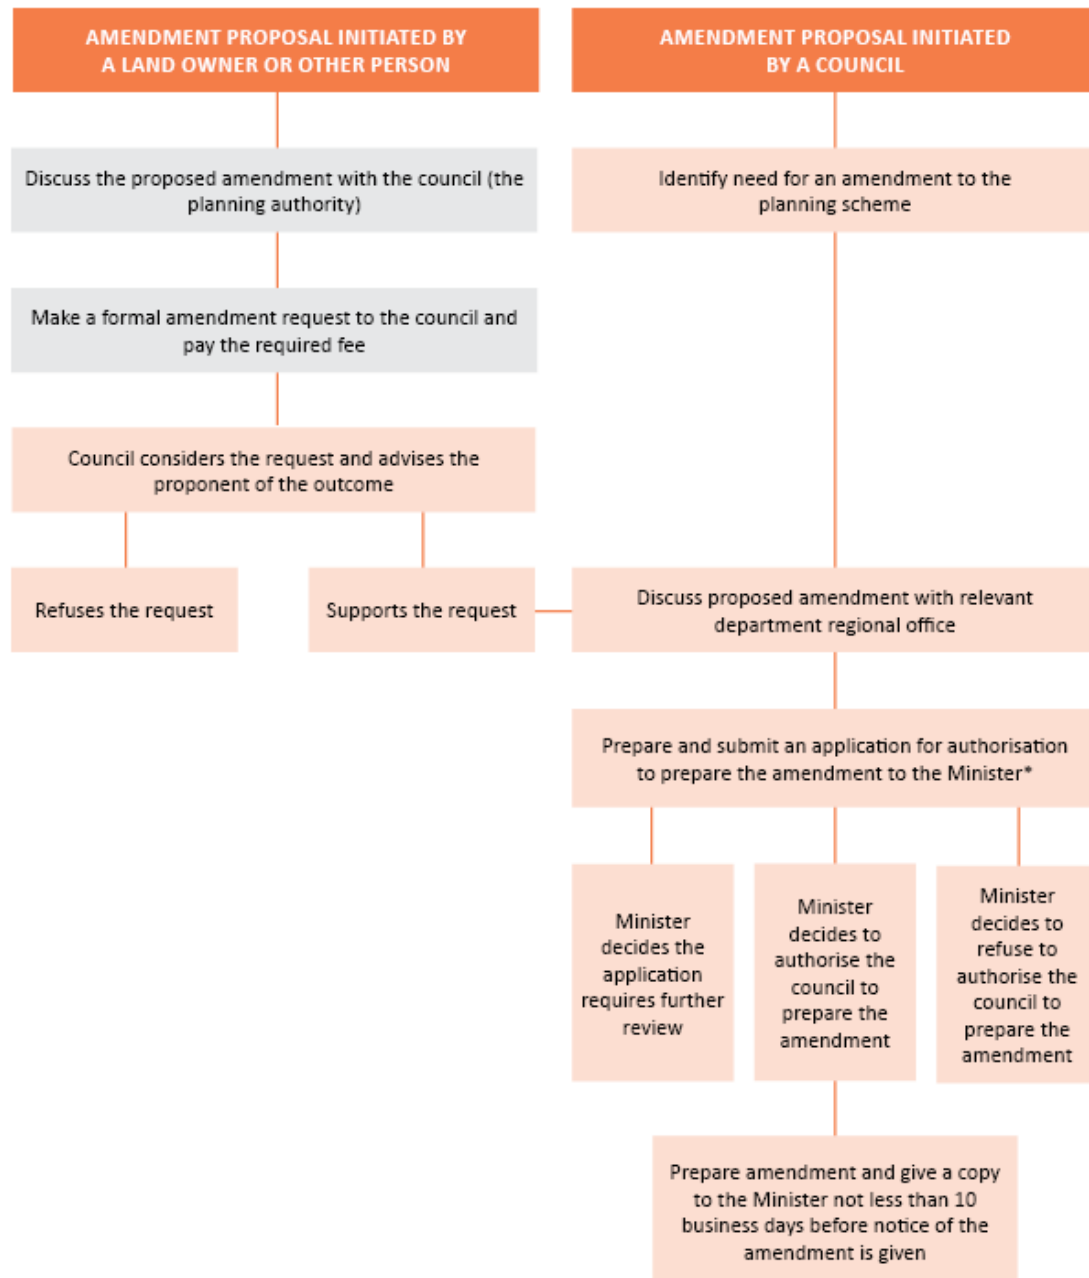 AMENDMENT PROPOSAL INITIATED BY
A LAND OWNER OR OTHER PERSON
AMENDMENT PROPOSAL INITIATED
BY A COUNCIL
Discuss the proposed amendment with the council (the
planning authority)
Identify need for an amendment to the
planning scheme
Make a formal amendment request to the council and
pay the required fee
Council considers the request and advises the
proponent of the outcome
Refuses the request
Supports the request
Discuss proposed amendment with relevant
department regional office
Prepare and submit an application for authorisation
to prepare the amendment to the Minister*
Minister
decides the
application
requires further
review
Minister
decides to
authorise the
council to
prepare the
amendment
Minister
decides to
refuse to
authorise the
council to
prepare the
amendment
Prepare amendment and give a copy
to the Minister not less than 10
business days before notice of the
amendment is given